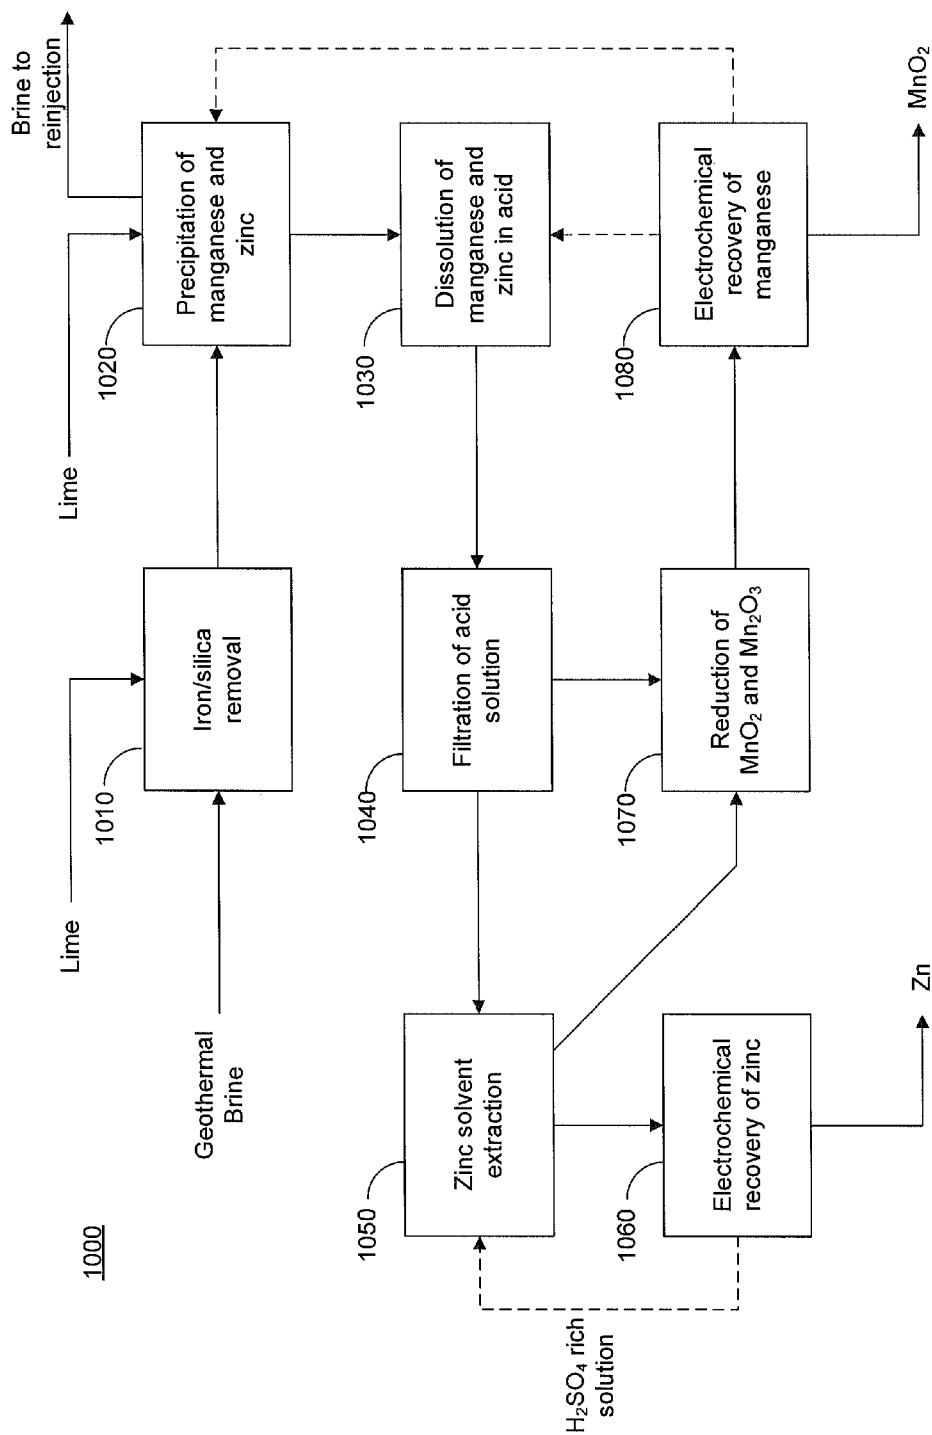 1000
Geothermal
Brine
Lime
1010
Iron/silica
removal
Lime
1020
Precipitation of
manganese and
zinc
Brine to
reinjection
1050
Zinc solvent
extraction
1040
Filtration of acid
solution
1030
Dissolution of
manganese and
zinc in acid
H₂SO₄ rich
solution
1060
Electrochemical
recovery of zinc
1070
Reduction of
MnO₂ and Mn₂O₃
1080
Electrochemical
recovery of
manganese
Zn
MnO₂